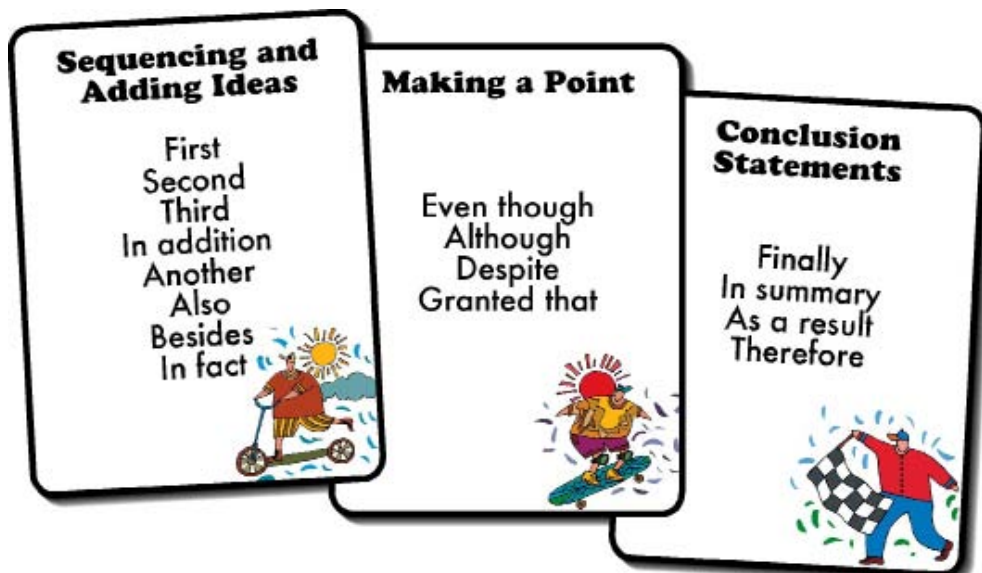 Sequencing and
Adding Ideas
First
Second
Third
In addition
Another
Also
Besides
In fact
Making a Point
Even though
Although
Despite
Granted that
Conclusion
Statements
Finally
In summary
As a result
Therefore